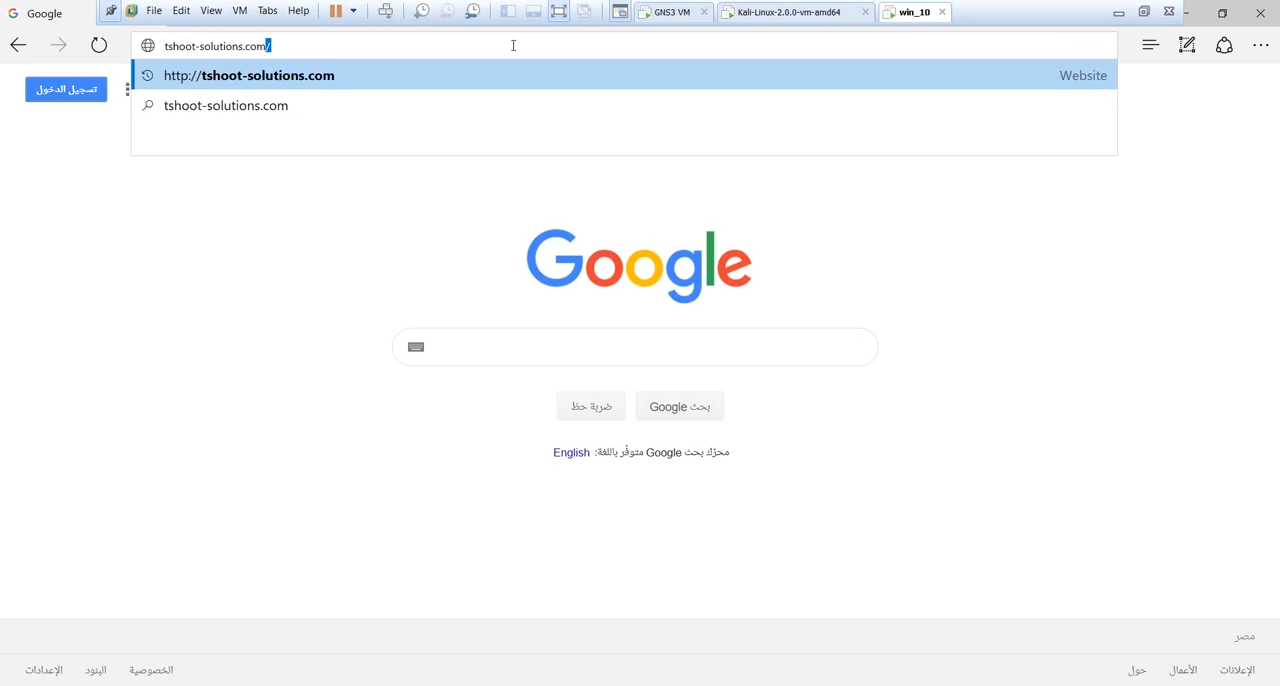 Google
File Edit View VM Tabs Help
GNS3 VM
Kali-Linux-2.0.0-vm-amd64
win_10
tshoot-solutions.com/
http://tshoot-solutions.com Website
tshoot-solutions.com
تسجيل الدخول
Google
بحث Google
ضربة حظ
محرّك بحث Google متوفّر باللغة: English
مصر
الإعلانات الأعمال حول
الخصوصية البنود الإعدادات